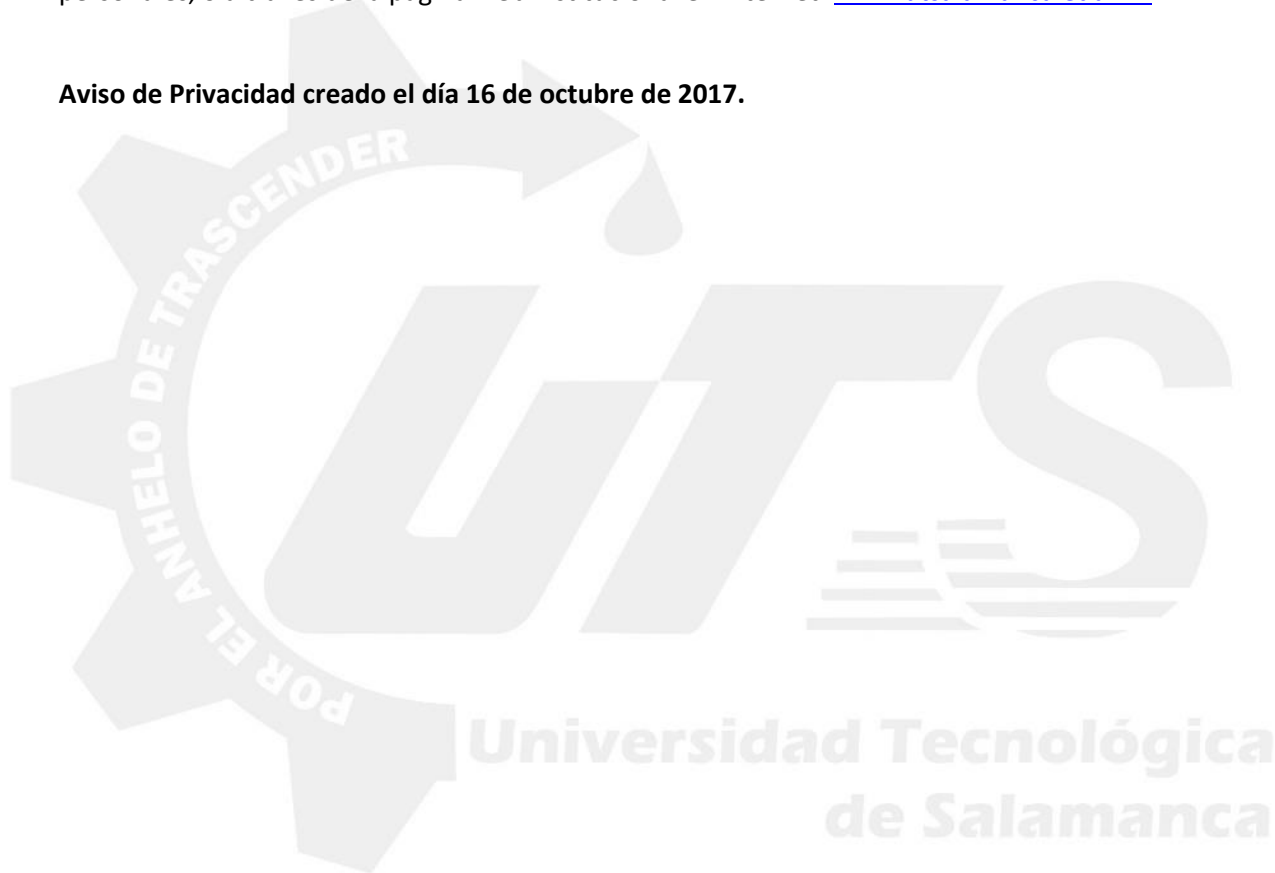 Aviso de Privacidad creado el día 16 de octubre de 2017.
POR EL ANHELO DE TRASCENDER
UTS
Universidad Tecnológica
de Salamanca